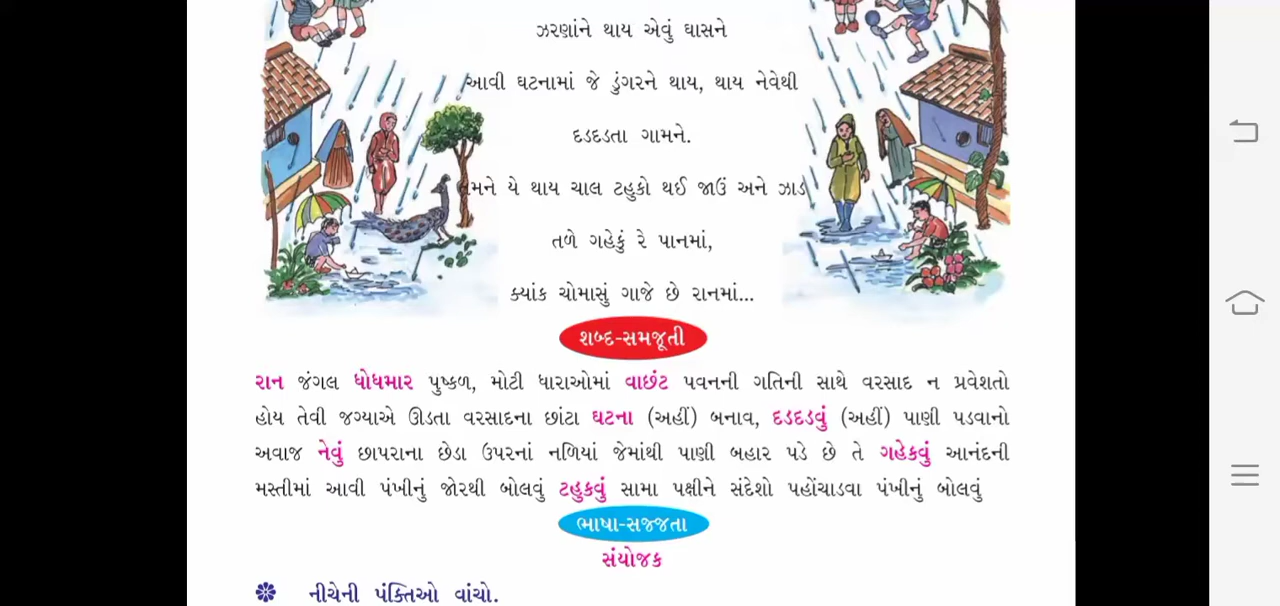 ઝરણાંને થાય એવું ઘાસને
આવી ઘટનામાં જે ડુંગરને થાય, થાય નેવેથી
દડદડતા ગામને.
તમને યે થાય ચાલ ટહુકો થઈ જાઉં અને ઝાડ
તળે ગહેકું રે પાનમાં,
ક્યાંક ચોમાસું ગાજે છે રાનમાં...
શબ્દ-સમજૂતી
રાન જંગલ ધોધમાર પુષ્કળ, મોટી ધારાઓમાં વાછંટ પવનની ગતિની સાથે વરસાદ ન પ્રવેશતો
હોય તેવી જગ્યાએ ઊડતા વરસાદના છાંટા ઘટના (અહીં) બનાવ, દડદડવું (અહીં) પાણી પડવાનો
અવાજ નેવું છાપરાના છેડા ઉપરનાં નળિયાં જેમાંથી પાણી બહાર પડે છે તે ગહેકવું આનંદની
મસ્તીમાં આવી પંખીનું જોરથી બોલવું ટહુકવું સામા પક્ષીને સંદેશો પહોંચાડવા પંખીનું બોલવું
ભાષા-સજ્જતા
સંયોજક
નીચેની પંક્તિઓ વાંચો.